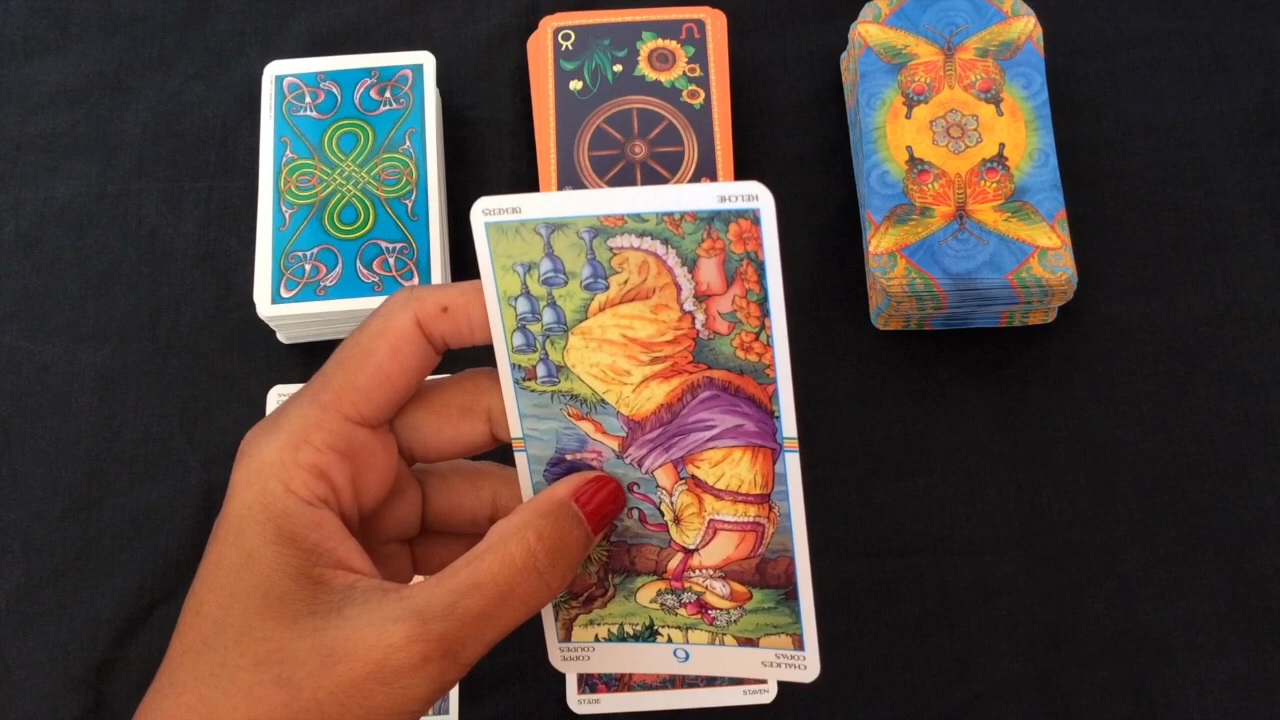 CHALICES
COPAS
6
COPPE
COUPES
KELCHE
BEKERS
STÄBE
STAVEN